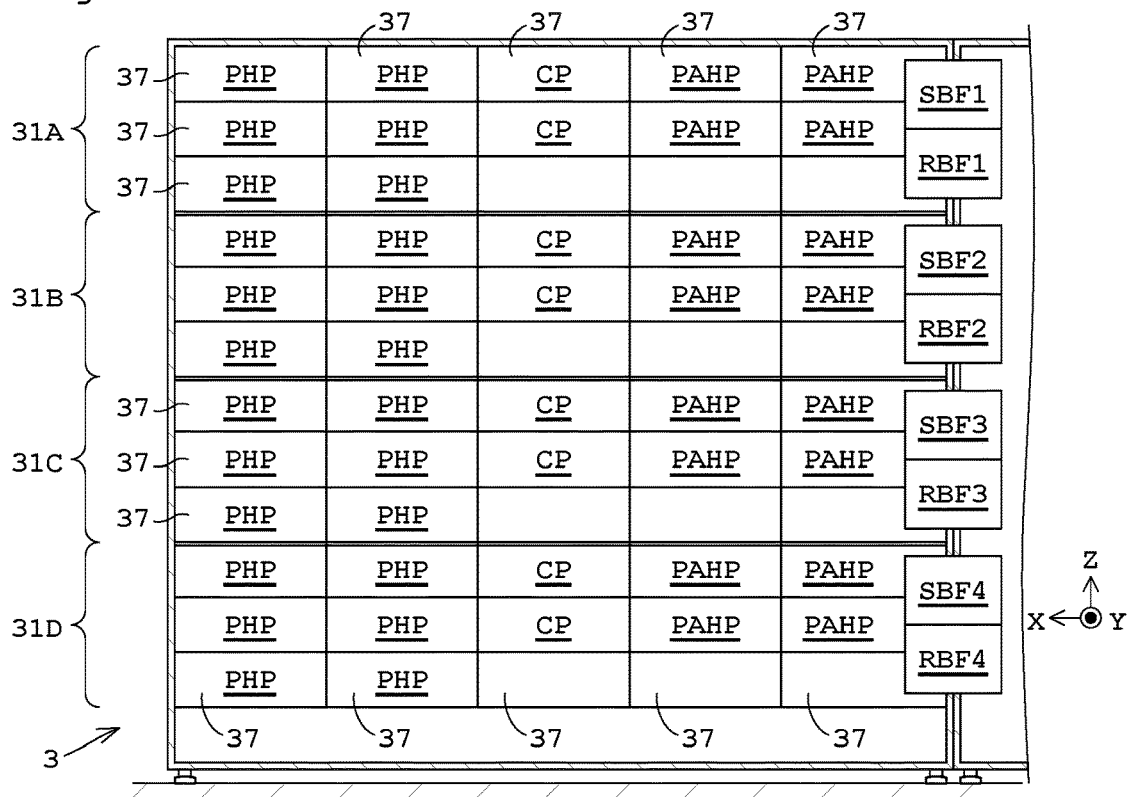 37 37 37 37
37 PHP PHP CP PAHP PAHP SBF1
31A 37 PHP PHP CP PAHP PAHP
37 PHP PHP RBF1
PHP PHP CP PAHP PAHP SBF2
31B PHP PHP CP PAHP PAHP
PHP PHP RBF2
37 PHP PHP CP PAHP PAHP SBF3
31C 37 PHP PHP CP PAHP PAHP
37 PHP PHP RBF3
PHP PHP CP PAHP PAHP SBF4 Z
31D PHP PHP CP PAHP PAHP X Y
PHP PHP RBF4
3 37 37 37 37 37